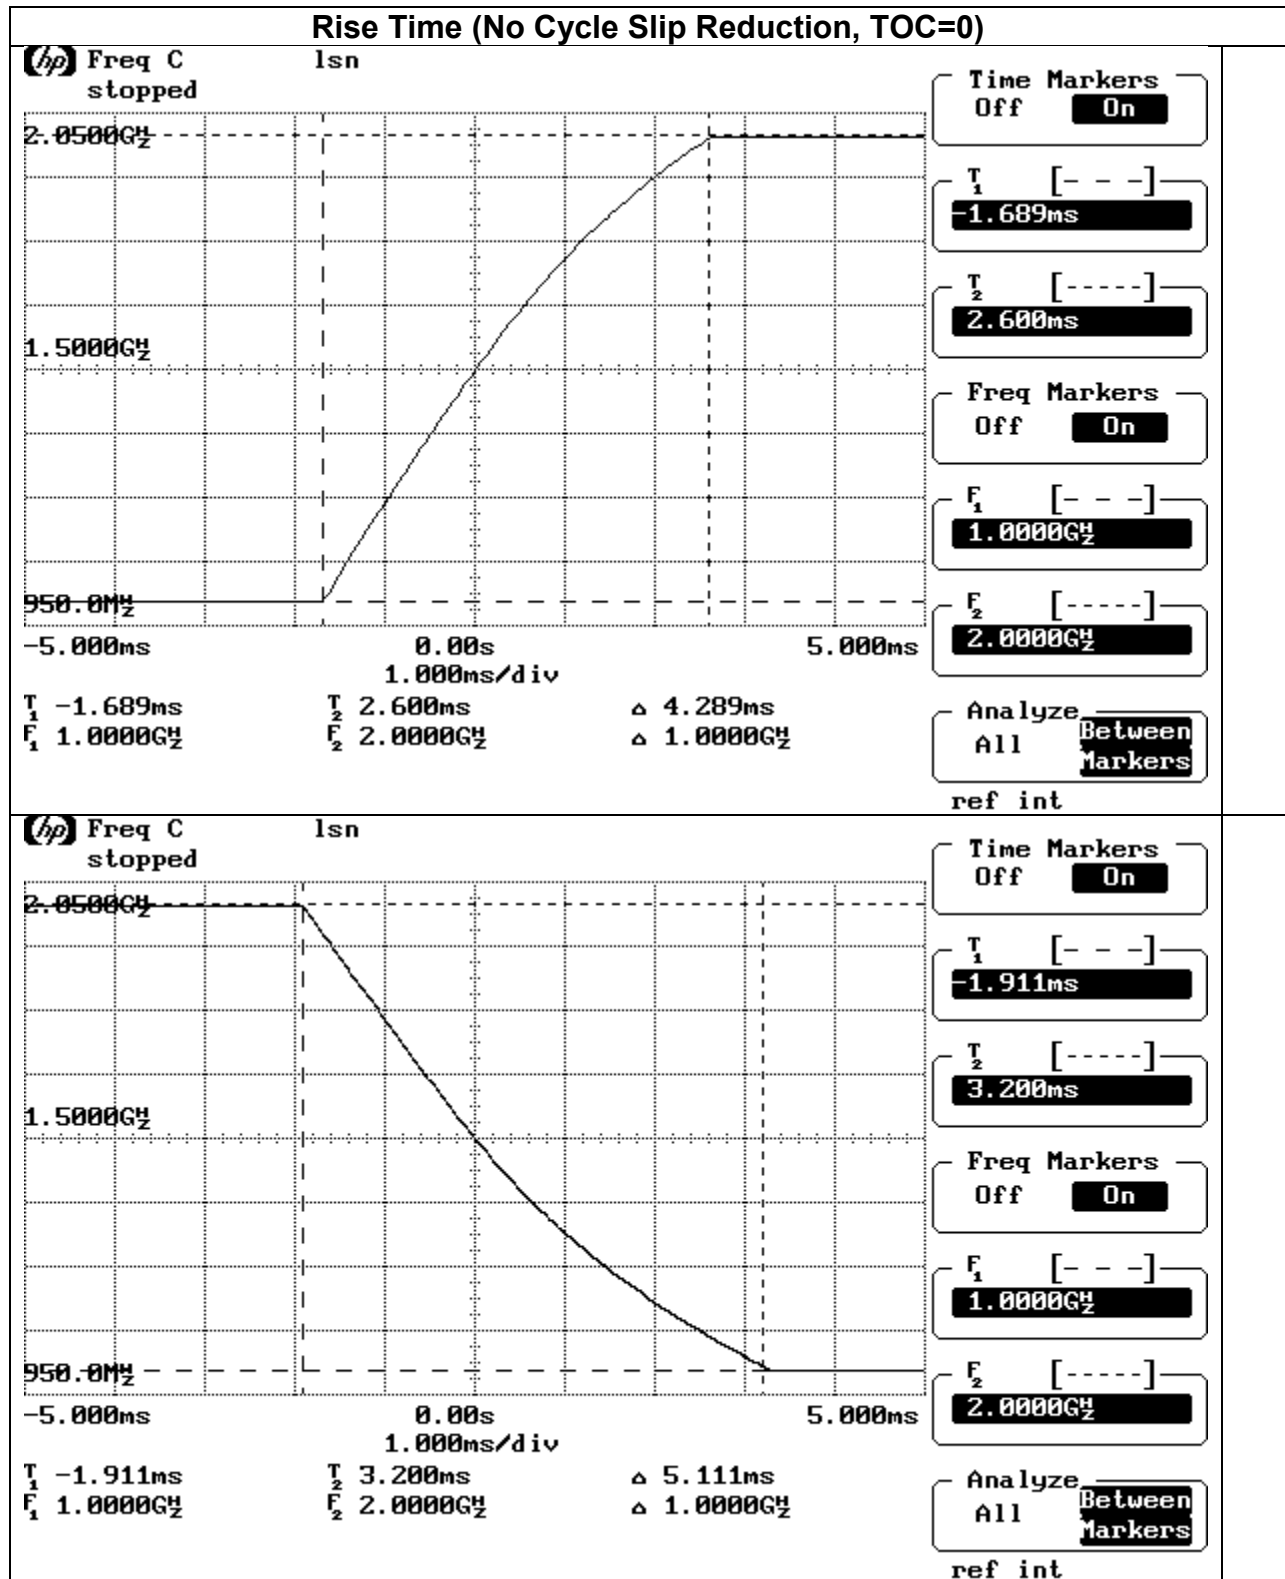 Rise Time (No Cycle Slip Reduction, TOC=0)
hp Freq C lsn
stopped
2.0500GHz
1.5000GHz
950.0MHz
-5.000ms 0.00s 5.000ms
1.000ms/div
T1 -1.689ms T2 2.600ms Δ 4.289ms
F1 1.0000GHz F2 2.0000GHz Δ 1.0000GHz
Time Markers
Off On
T1 [- - -]
-1.689ms
T2 [-----]
2.600ms
Freq Markers
Off On
F1 [- - -]
1.0000GHz
F2 [-----]
2.0000GHz
Analyze
All Between Markers
ref int
hp Freq C lsn
stopped
2.0500GHz
1.5000GHz
950.0MHz
-5.000ms 0.00s 5.000ms
1.000ms/div
T1 -1.911ms T2 3.200ms Δ 5.111ms
F1 1.0000GHz F2 2.0000GHz Δ 1.0000GHz
Time Markers
Off On
T1 [- - -]
-1.911ms
T2 [-----]
3.200ms
Freq Markers
Off On
F1 [- - -]
1.0000GHz
F2 [-----]
2.0000GHz
Analyze
All Between Markers
ref int